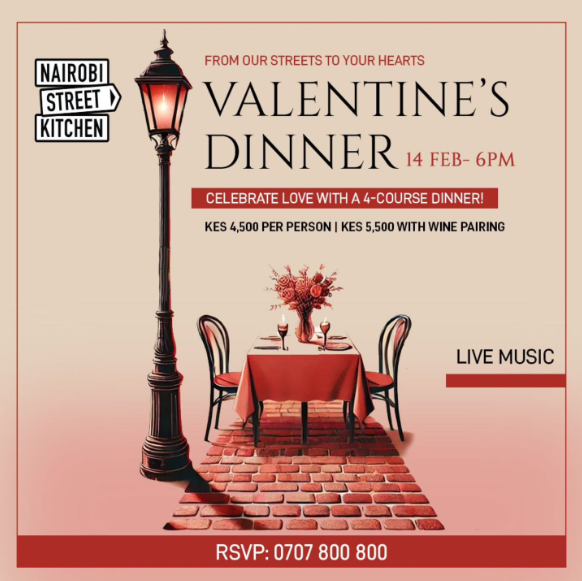 NAIROBI
STREET
KITCHEN
FROM OUR STREETS TO YOUR HEARTS
VALENTINE'S
DINNER 14 FEB- 6PM
CELEBRATE LOVE WITH A 4-COURSE DINNER!
KES 4,500 PER PERSON | KES 5,500 WITH WINE PAIRING
LIVE MUSIC
RSVP: 0707 800 800